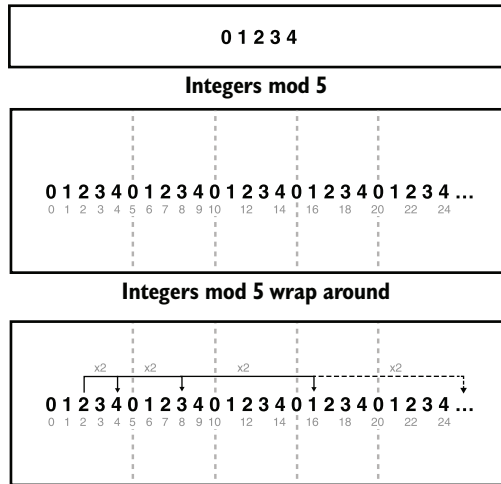 0 1 2 3 4
Integers mod 5
0 1 2 3 4 0 1 2 3 4 0 1 2 3 4 0 1 2 3 4 0 1 2 3 4 ...
0 1 2 3 4 5 6 7 8 9 10 12 14 16 18 20 22 24
Integers mod 5 wrap around
x2 x2 x2 x2
0 1 2 3 4 0 1 2 3 4 0 1 2 3 4 0 1 2 3 4 0 1 2 3 4 ...
0 1 2 3 4 5 6 7 8 9 10 12 14 16 18 20 22 24